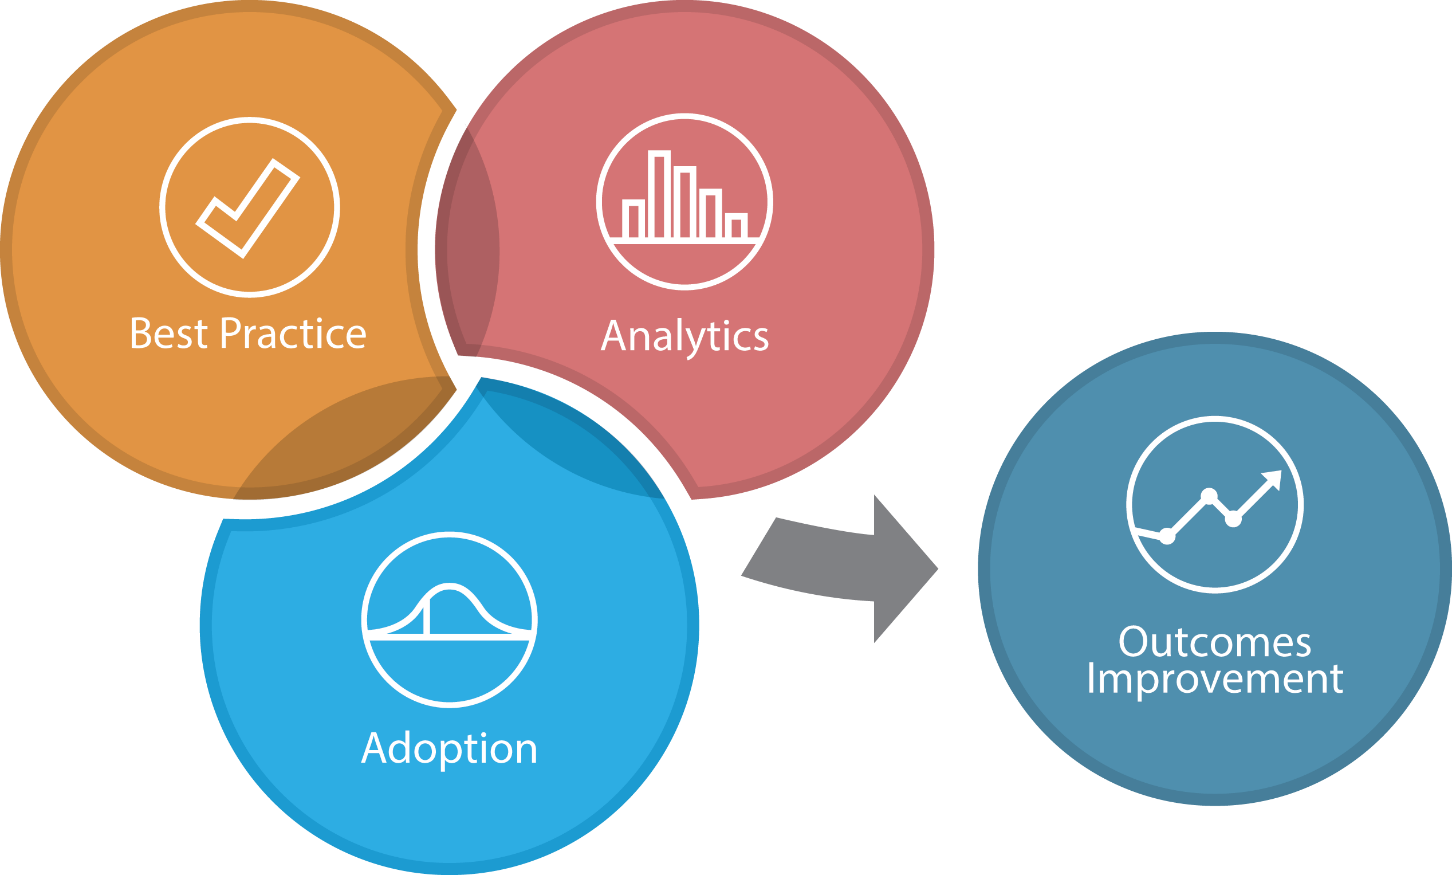 Best Practice
Analytics
Adoption
Outcomes
Improvement